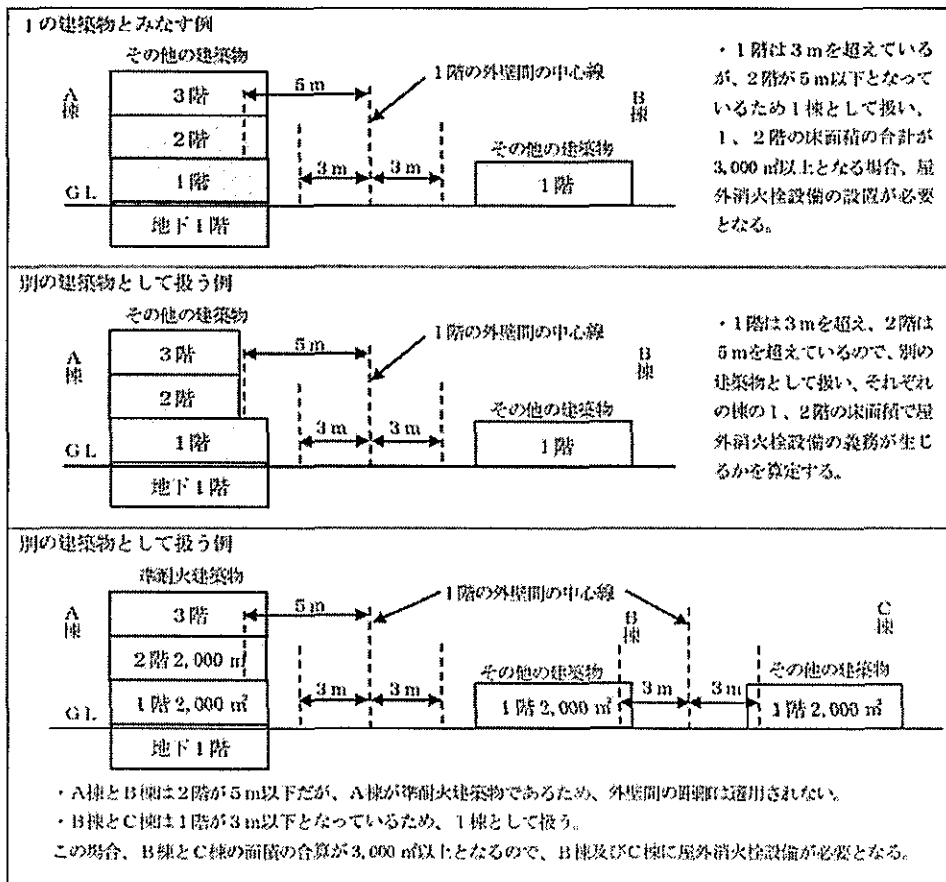 1の建築物とみなす例
その他の建築物
A棟
3階
2階
1階
地下1階
GL
5m
1階の外壁間の中心線
3m
3m
B棟
その他の建築物
1階
・1階は3mを超えている
が、2階が5m以下となって
いるため1棟として扱い、
1、2階の床面積の合計が
3,000㎡以上となる場合、屋
外消火栓設備の設置が必要
となる。
別の建築物として扱う例
その他の建築物
A棟
3階
2階
1階
地下1階
GL
5m
1階の外壁間の中心線
3m
3m
B棟
その他の建築物
1階
・1階は3mを超え、2階は
5mを超えているので、別の
建築物として扱い、それぞれ
の棟の1、2階の床面積で屋
外消火栓設備の義務が生じ
るかを算定する。
別の建築物として扱う例
準耐火建築物
A棟
3階
2階 2,000 ㎡
1階 2,000 ㎡
地下1階
GL
5m
1階の外壁間の中心線
3m
3m
B棟
その他の建築物
1階 2,000 ㎡
3m
3m
C棟
その他の建築物
1階 2,000 ㎡
・A棟とB棟は2階が5m以下だが、A棟が準耐火建築物であるため、外壁間の距離は適用されない。
・B棟とC棟は1階が3m以下となっているため、1棟として扱う。
この場合、B棟とC棟の面積の合算が3,000㎡以上となるので、B棟及びC棟に屋外消火栓設備が必要となる。